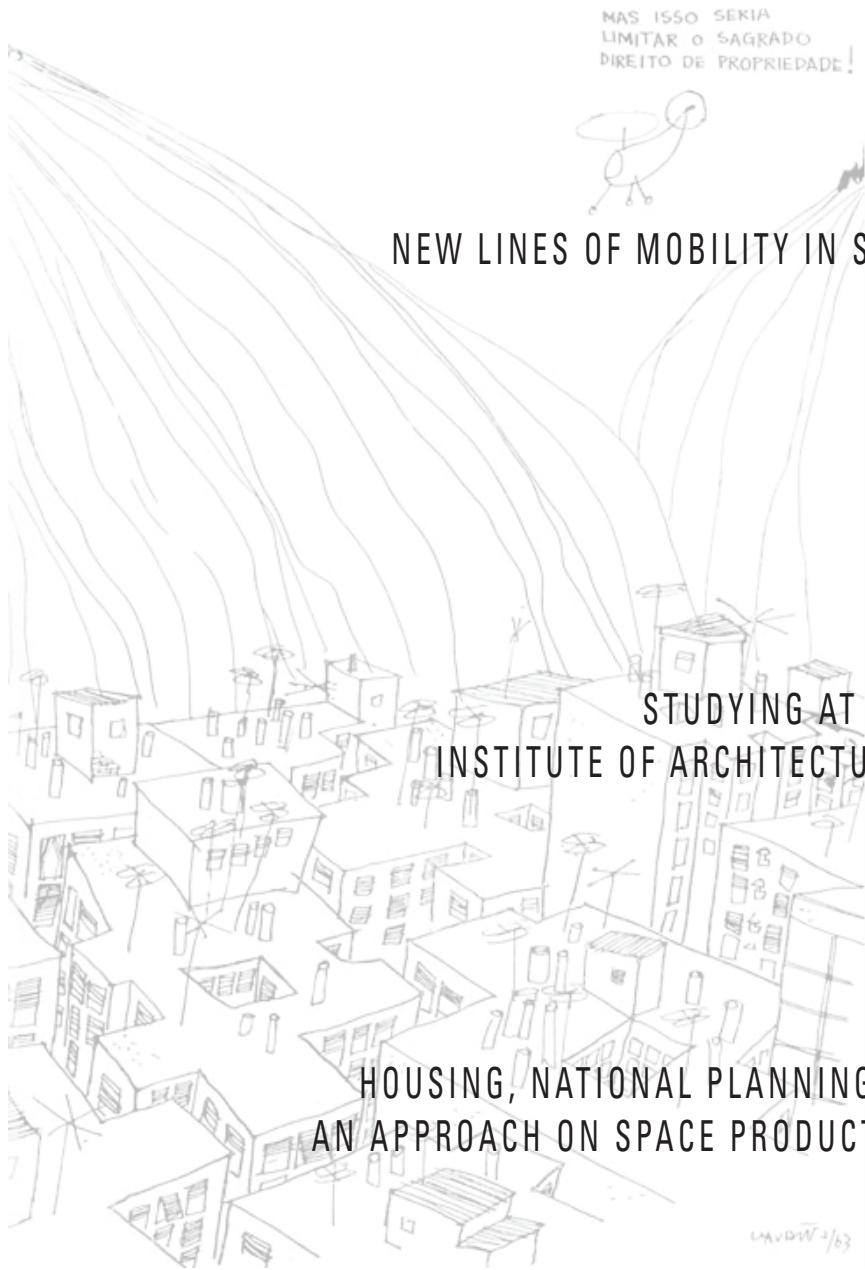 MAS ISSO SERIA
LIMITAR O SAGRADO
DIREITO DE PROPRIEDADE!
NEW LINES OF MOBILITY IN S
STUDYING AT
INSTITUTE OF ARCHITECTU
HOUSING, NATIONAL PLANNING
AN APPROACH ON SPACE PRODUCT